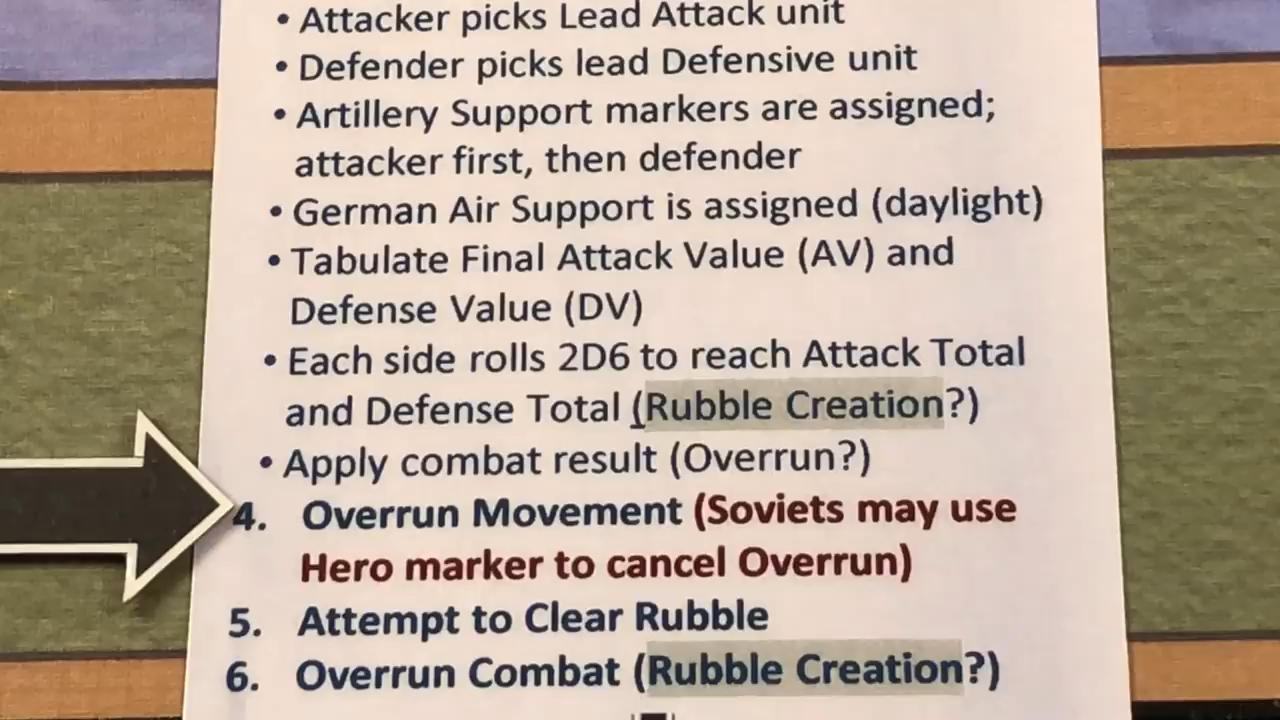 • Attacker picks Lead Attack unit
• Defender picks lead Defensive unit
• Artillery Support markers are assigned;
attacker first, then defender
• German Air Support is assigned (daylight)
• Tabulate Final Attack Value (AV) and
Defense Value (DV)
• Each side rolls 2D6 to reach Attack Total
and Defense Total (Rubble Creation?)
• Apply combat result (Overrun?)
4. Overrun Movement (Soviets may use
Hero marker to cancel Overrun)
5. Attempt to Clear Rubble
6. Overrun Combat (Rubble Creation?)